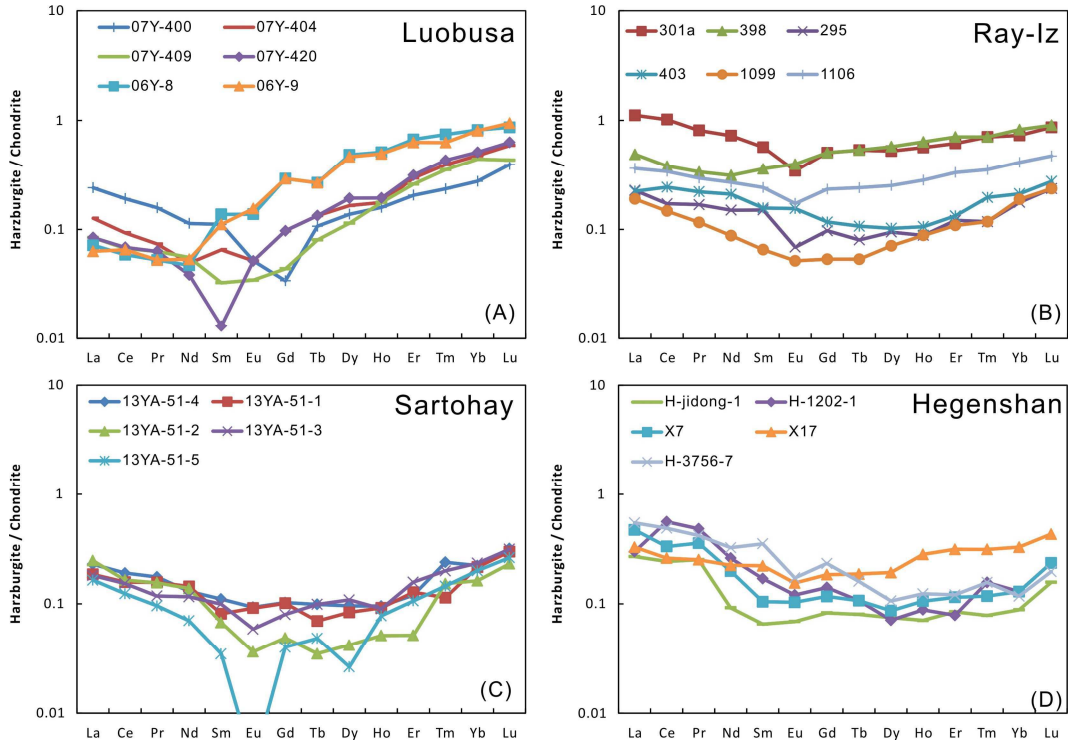 10
07Y-400 07Y-404
Luobusa
07Y-409 07Y-420
06Y-8 06Y-9
1
0.1
0.01
Harzburgite / Chondrite
(A)
La Ce Pr Nd Sm Eu Gd Tb Dy Ho Er Tm Yb Lu
10
301a 398 295
Ray-Iz
403 1099 1106
1
0.1
0.01
Harzburgite / Chondrite
(B)
La Ce Pr Nd Sm Eu Gd Tb Dy Ho Er Tm Yb Lu
10
13YA-51-4 13YA-51-1
Sartohay
13YA-51-2 13YA-51-3
13YA-51-5
1
0.1
0.01
Harzburgite / Chondrite
(C)
La Ce Pr Nd Sm Eu Gd Tb Dy Ho Er Tm Yb Lu
10
H-jidong-1 H-1202-1
Hegenshan
X7 X17
H-3756-7
1
0.1
0.01
Harzburgite / Chondrite
(D)
La Ce Pr Nd Sm Eu Gd Tb Dy Ho Er Tm Yb Lu